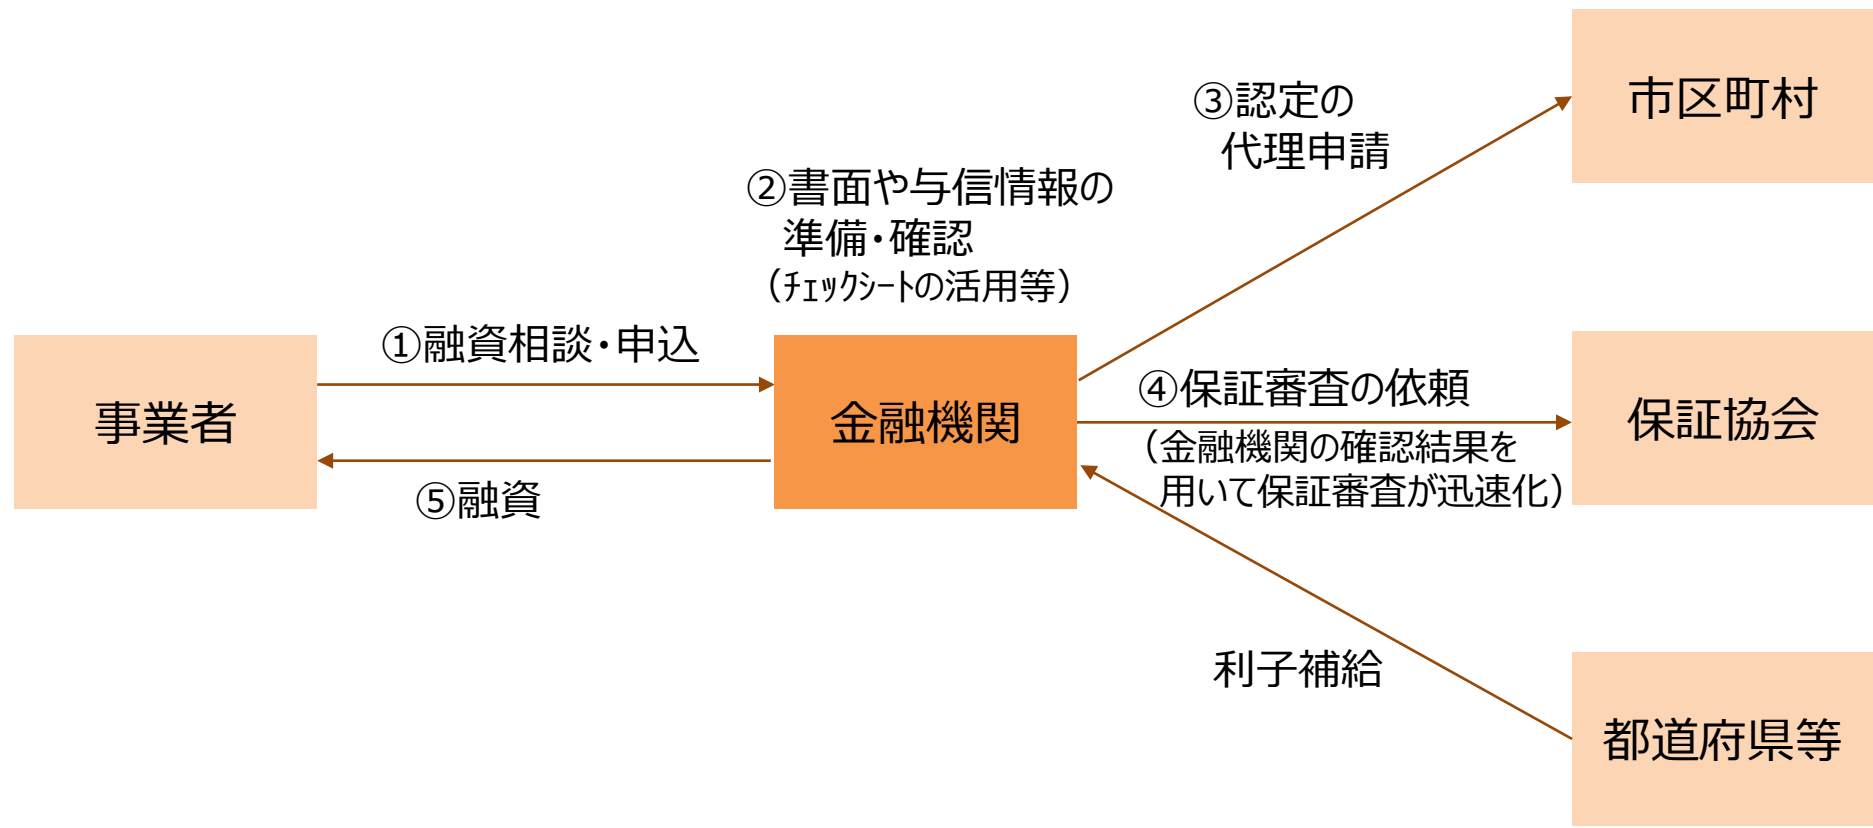 市区町村
③認定の
代理申請
②書面や与信情報の
準備・確認
（ﾁｪｯｸｼｰﾄの活用等）
①融資相談・申込
事業者
金融機関
④保証審査の依頼
（金融機関の確認結果を
用いて保証審査が迅速化）
保証協会
⑤融資
利子補給
都道府県等